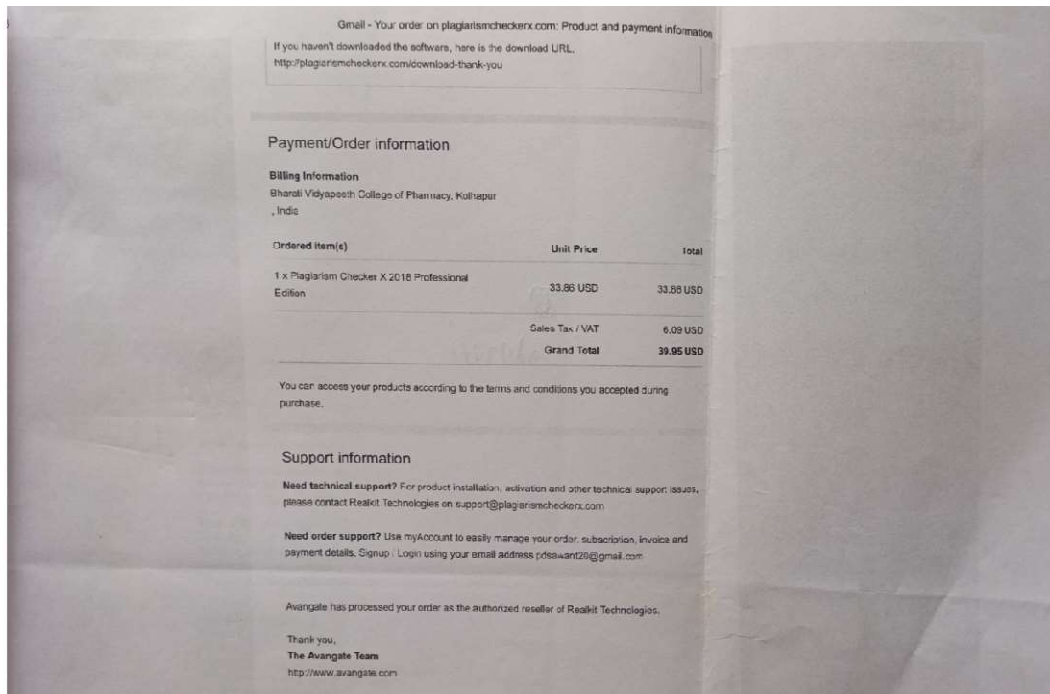 Gmail - Your order on plagiarismcheckerx.com: Product and payment information
If you haven't downloaded the software, here is the download URL.
http://plagiarismcheckerx.com/download-thank-you
Payment/Order information
Billing Information
Bharati Vidyapeeth College of Pharmacy, Kolhapur
, India
Ordered item(s) Unit Price Total
1 x Plagiarism Checker X 2018 Professional
Edition 33.86 USD 33.86 USD
Sales Tax / VAT 6.09 USD
Grand Total 39.95 USD
You can access your products according to the terms and conditions you accepted during
purchase.
Support information
Need technical support? For product installation, activation and other technical support issues,
please contact Realkit Technologies on support@plagiarismcheckerx.com
Need order support? Use myAccount to easily manage your order, subscription, invoice and
payment details. Signup / Login using your email address pdsawant20@gmail.com
Avangate has processed your order as the authorized reseller of Realkit Technologies.
Thank you,
The Avangate Team
http://www.avangate.com